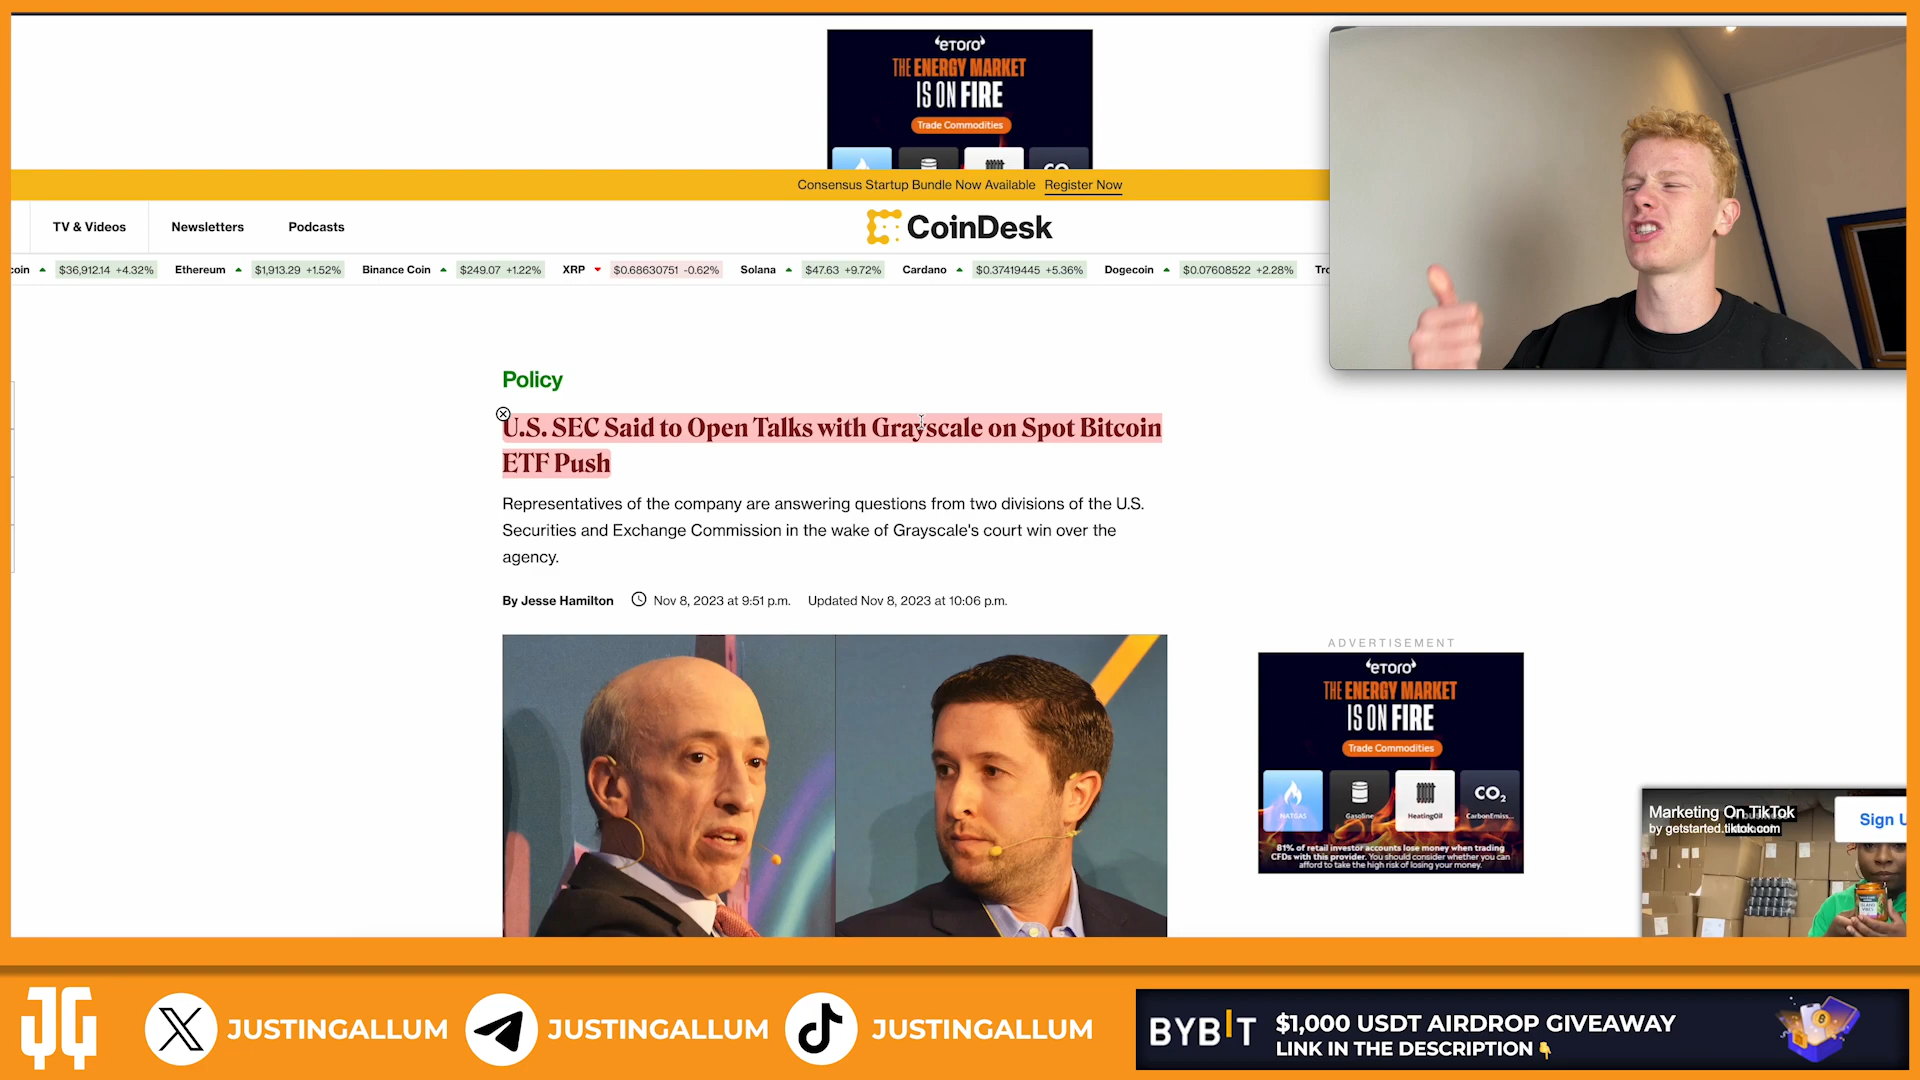 eTORO
THE ENERGY MARKET
IS ON FIRE
Trade Commodities
CO
Consensus Startup Bundle Now Available Register Now
TV & Videos Newsletters Podcasts
CoinDesk
coin $36,912.14 +4.32% Ethereum $1,913.29 +1.52% Binance Coin $249.07 +1.22% XRP $0.68630751 -0.62% Solana $47.63 +9.72% Cardano $0.37419445 +5.36% Dogecoin $0.07608522 +2.28% Tro
Policy
U.S. SEC Said to Open Talks with Grayscale on Spot Bitcoin
ETF Push
Representatives of the company are answering questions from two divisions of the U.S.
Securities and Exchange Commission in the wake of Grayscale's court win over the
agency.
By Jesse Hamilton Nov 8, 2023 at 9:51 p.m. Updated Nov 8, 2023 at 10:06 p.m.
ADVERTISEMENT
eTORO
THE ENERGY MARKET
IS ON FIRE
Trade Commodities
CO2
NATGAS Gasoline HeatingOil CarbonEmiss...
81% of retail investor accounts lose money when trading
CFDs with this provider. You should consider whether you can
afford to take the high risk of losing your money.
Marketing On TikTok
by getstarted.tiktok.com
Sign U
JG
JUSTINGALLUM JUSTINGALLUM JUSTINGALLUM
BYBIT
$1,000 USDT AIRDROP GIVEAWAY
LINK IN THE DESCRIPTION